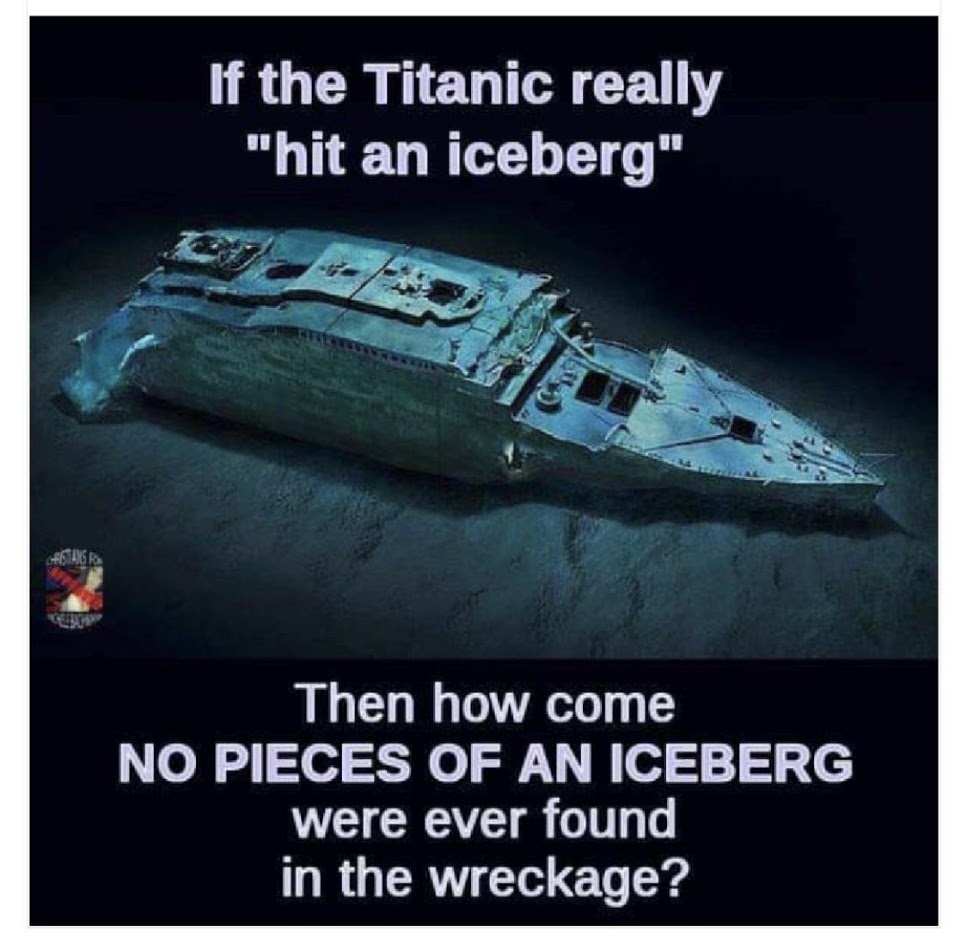 If the Titanic really
"hit an iceberg"
Then how come
NO PIECES OF AN ICEBERG
were ever found
in the wreckage?